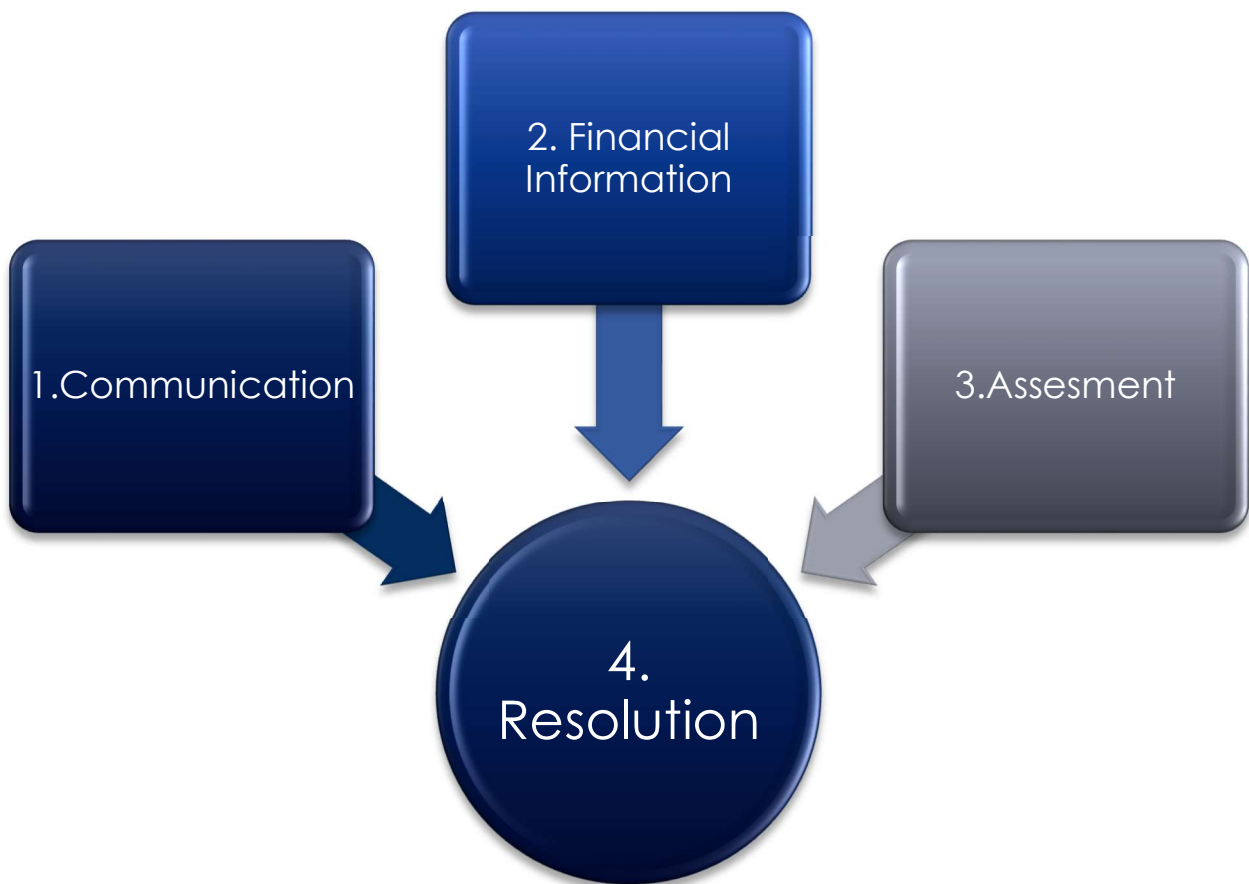 2. Financial
Information
1.Communication
3.Assesment
4.
Resolution